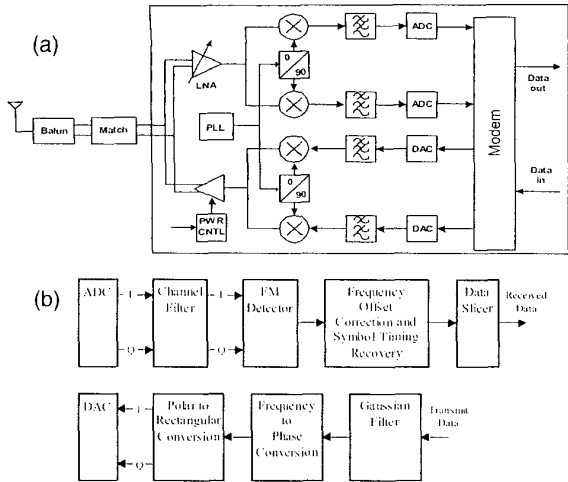 (a)
LNA
0
90
ADC
ADC
Balun
Match
PLL
0
90
DAC
DAC
PWR
CNTL
Modem
Data
out
Data
in
(b)
ADC
I
Q
Channel
Filter
I
Q
FM
Detector
Frequency
Offset
Correction and
Symbol Timing
Recovery
Data
Slicer
Received
Data
DAC
I
Q
Polar to
Rectangular
Conversion
Frequency
to
Phase
Conversion
Gaussian
Filter
Transmit
Data